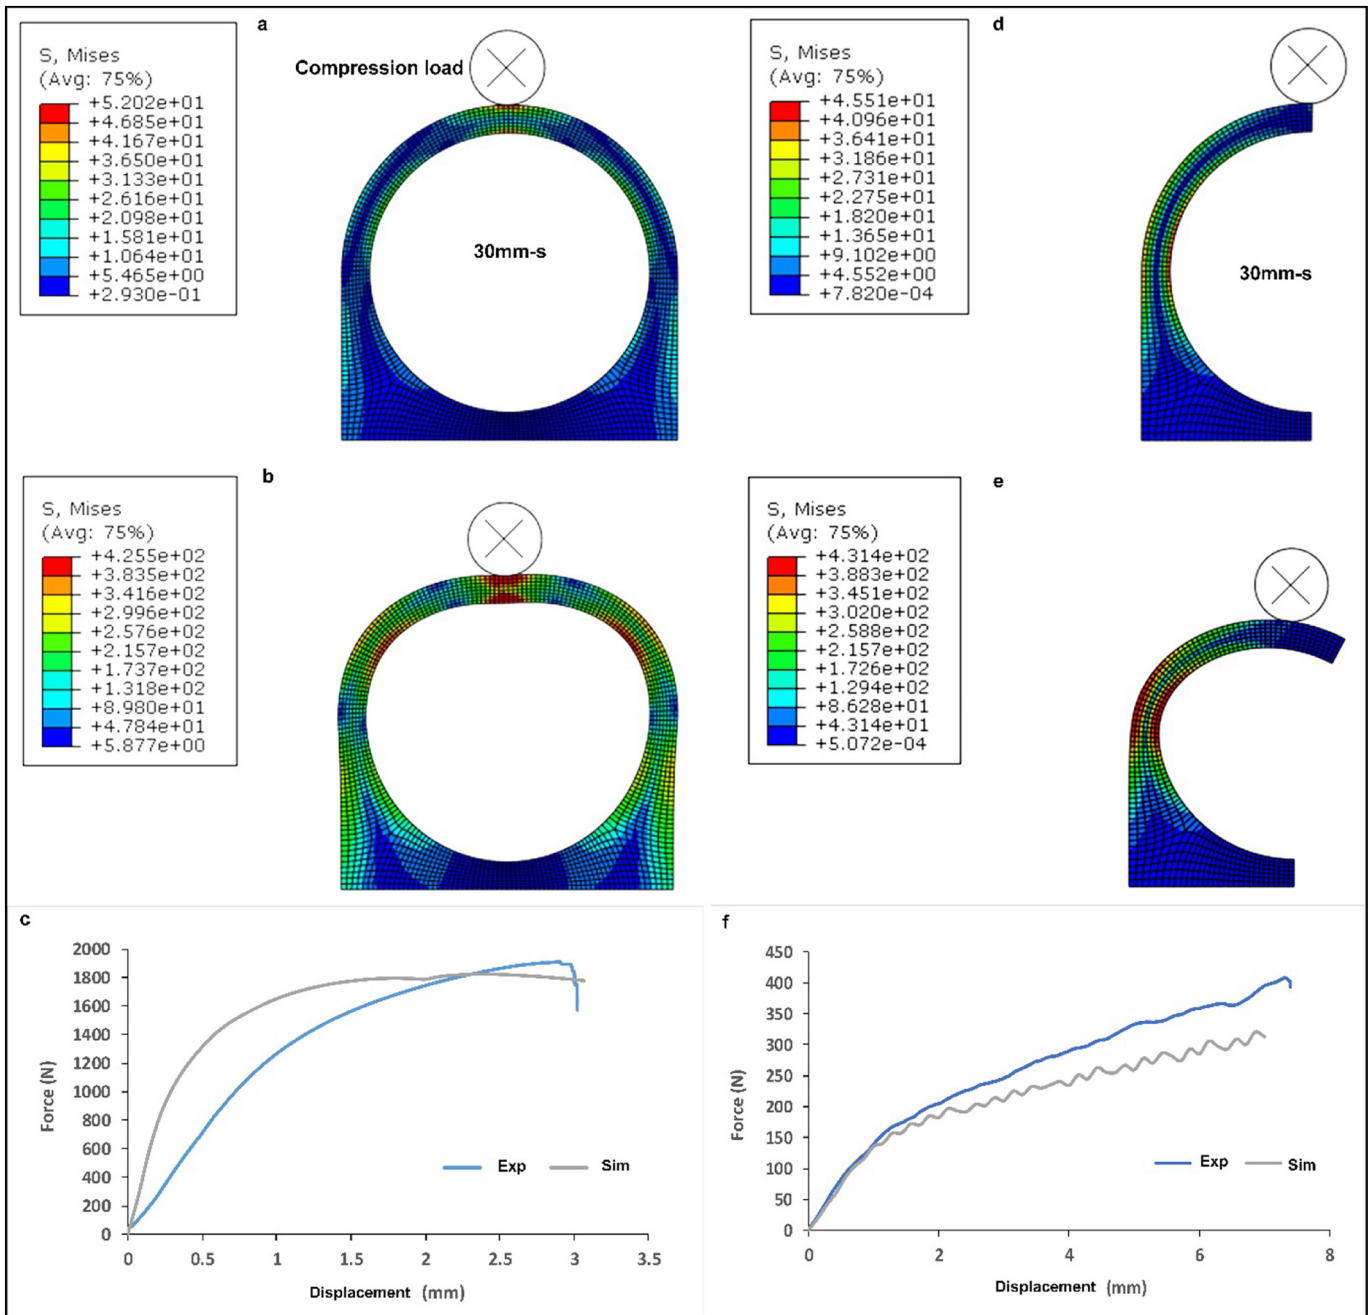 a
S, Mises
(Avg: 75%)
+5.202e+01
+4.685e+01
+4.167e+01
+3.650e+01
+3.133e+01
+2.616e+01
+2.098e+01
+1.581e+01
+1.064e+01
+5.465e+00
+2.930e-01
Compression load
30mm-s
d
S, Mises
(Avg: 75%)
+4.551e+01
+4.096e+01
+3.641e+01
+3.186e+01
+2.731e+01
+2.275e+01
+1.820e+01
+1.365e+01
+9.102e+00
+4.552e+00
+7.820e-04
30mm-s
b
S, Mises
(Avg: 75%)
+4.255e+02
+3.835e+02
+3.416e+02
+2.996e+02
+2.576e+02
+2.157e+02
+1.737e+02
+1.318e+02
+8.980e+01
+4.784e+01
+5.877e+00
e
S, Mises
(Avg: 75%)
+4.314e+02
+3.883e+02
+3.451e+02
+3.020e+02
+2.588e+02
+2.157e+02
+1.726e+02
+1.294e+02
+8.628e+01
+4.314e+01
+5.072e-04
c
Force (N)
2000
1800
1600
1400
1200
1000
800
600
400
200
0
0 0.5 1 1.5 2 2.5 3 3.5
Exp Sim
Displacement (mm)
f
Force (N)
450
400
350
300
250
200
150
100
50
0
0 2 4 6 8
Exp Sim
Displacement (mm)